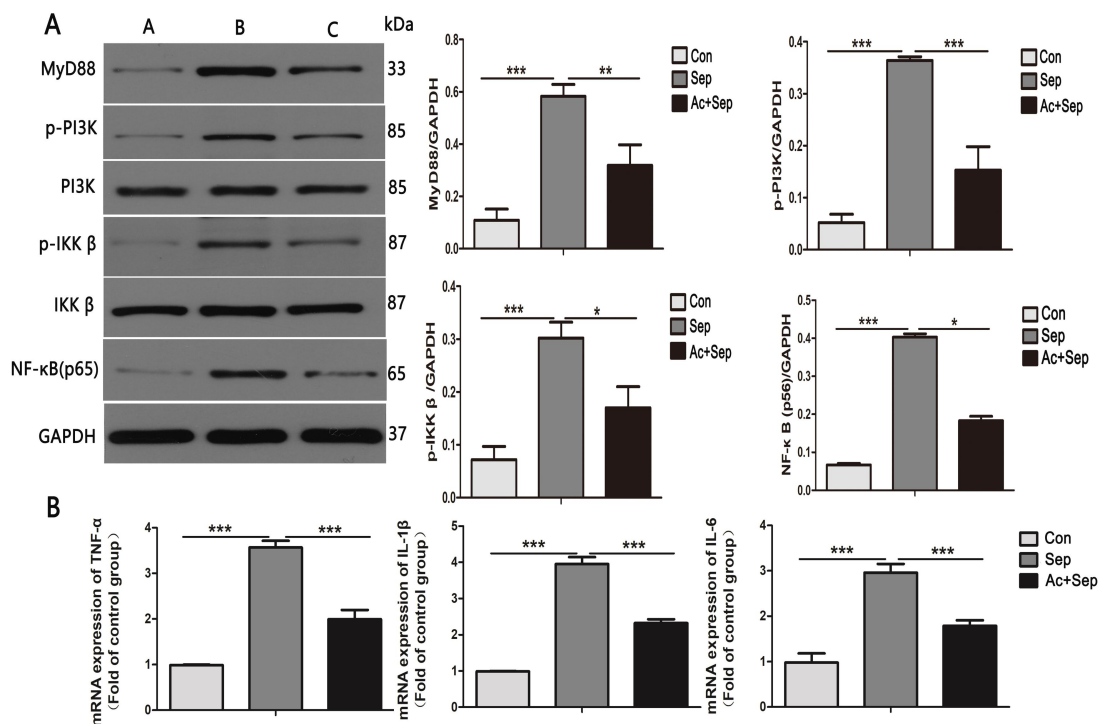 A
A B C kDa
MyD88 33
p-PI3K 85
PI3K 85
p-IKK β 87
IKK β 87
NF-κB(p65) 65
GAPDH 37
MyD88/GAPDH
0.8
0.6
0.4
0.2
0.0
*** **
Con
Sep
Ac+Sep
p-PI3K/GAPDH
0.4
0.3
0.2
0.1
0.0
*** ***
Con
Sep
Ac+Sep
p-IKK β /GAPDH
0.4
0.3
0.2
0.1
0.0
*** *
Con
Sep
Ac+Sep
NF-κ B (p56)/GAPDH
0.5
0.4
0.3
0.2
0.1
0.0
*** *
Con
Sep
Ac+Sep
B
mRNA expression of TNF-α
(Fold of control group)
4
3
2
1
0
*** ***
mRNA expression of IL-1β
(Fold of control group)
5
4
3
2
1
0
*** ***
mRNA expression of IL-6
(Fold of control group)
4
3
2
1
0
*** ***
Con
Sep
Ac+Sep